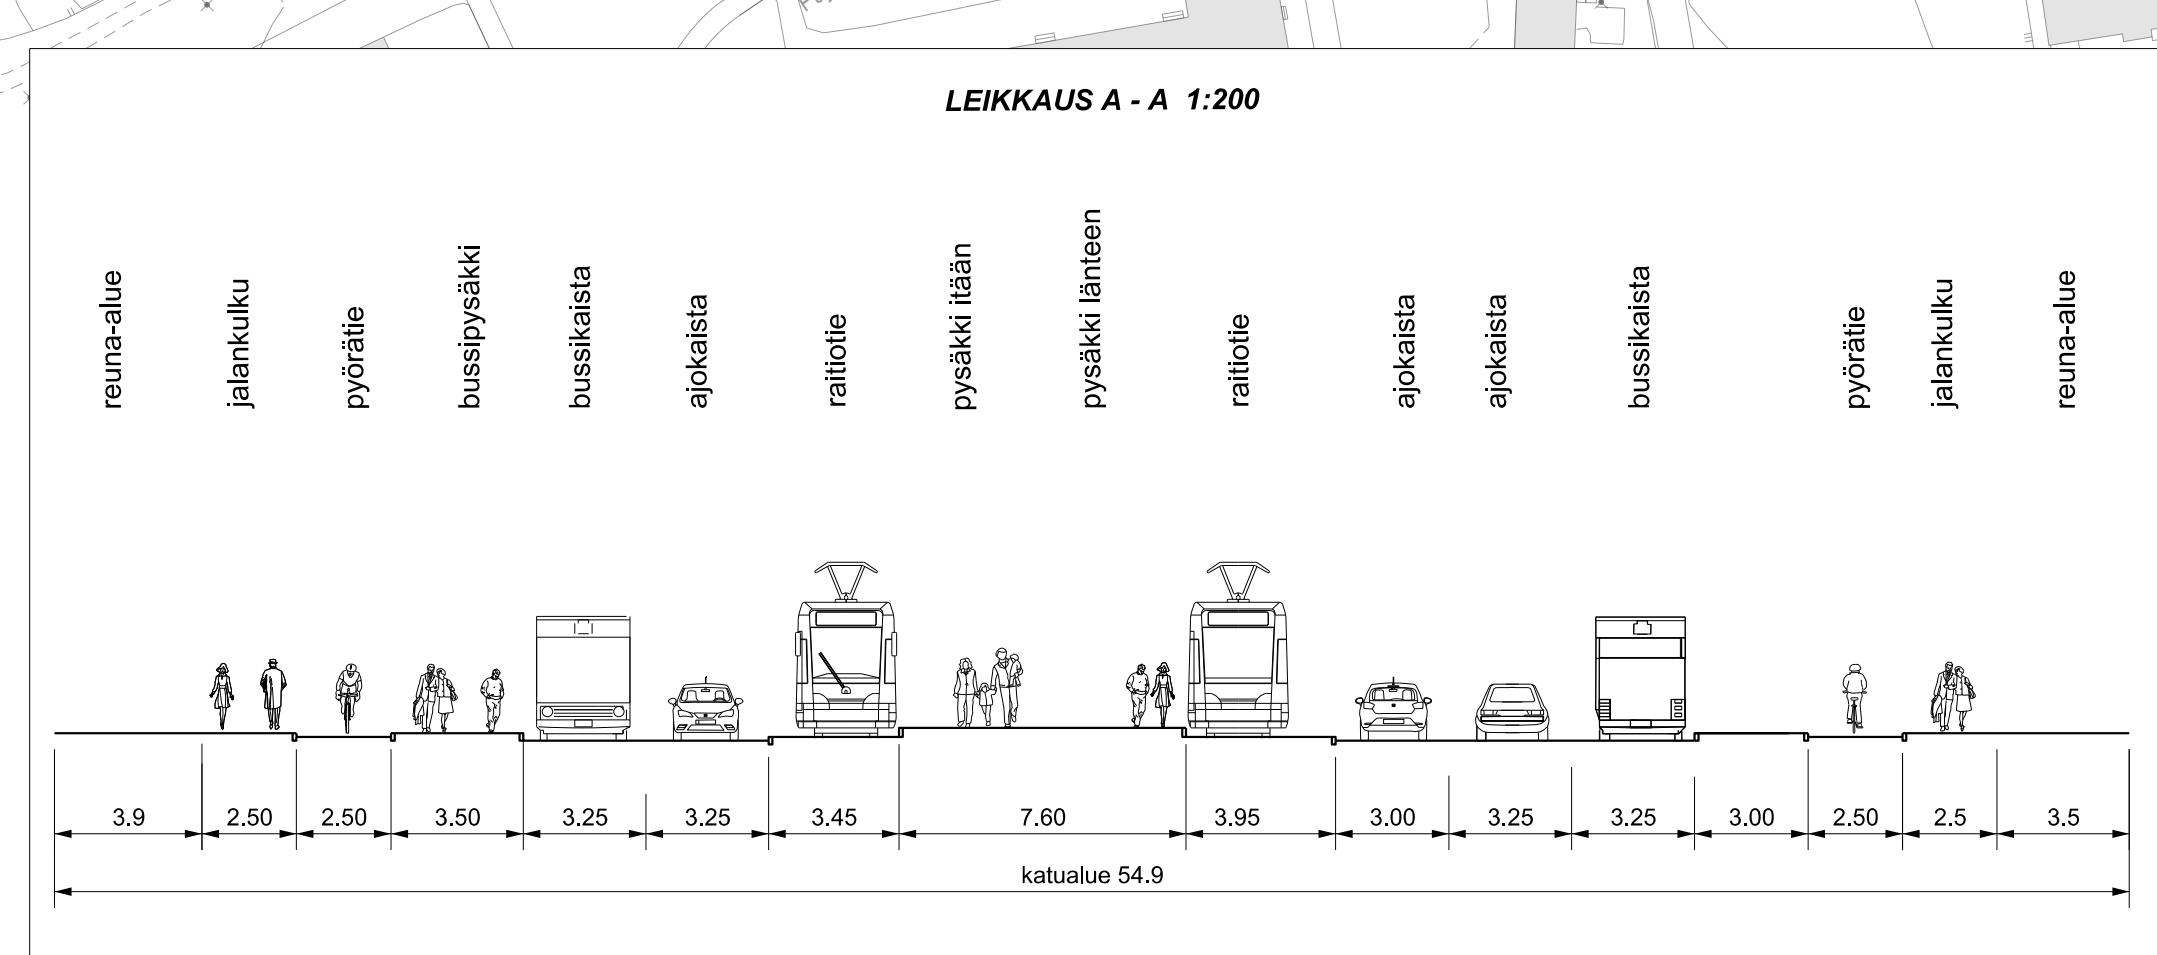 LEIKKAUS A - A 1:200
reuna-alue
jalankulku
pyörätie
bussipysäkki
bussikaista
ajokaista
raitiotie
pysäkki itään
pysäkki länteen
raitiotie
ajokaista
ajokaista
bussikaista
pyörätie
jalankulku
reuna-alue
3.9 2.50 2.50 3.50 3.25 3.25 3.45 7.60 3.95 3.00 3.25 3.25 3.00 2.50 2.5 3.5
katualue 54.9